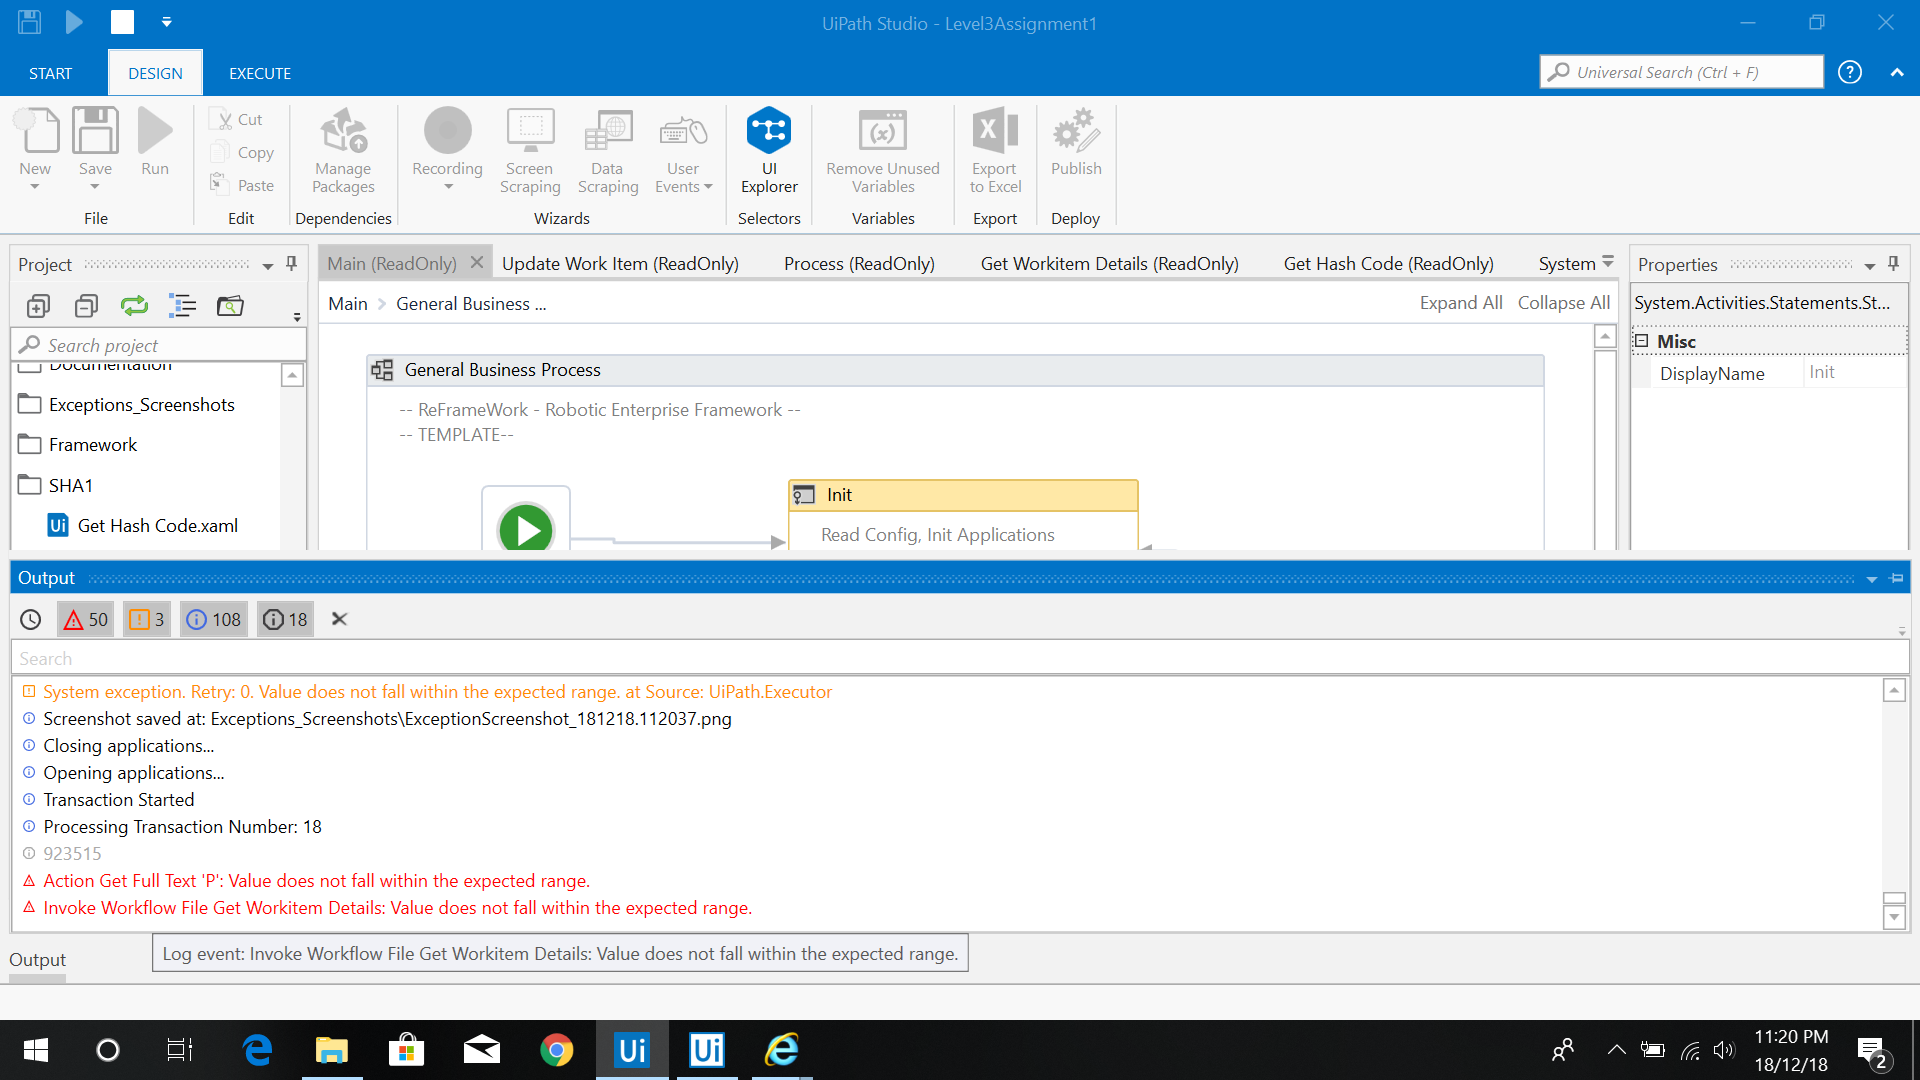 UiPath Studio - Level3Assignment1
START
DESIGN
EXECUTE
Universal Search (Ctrl + F)
?
New
Save
Run
File
Cut
Copy
Paste
Edit
Manage
Packages
Dependencies
Recording
Screen
Scraping
Data
Scraping
User
Events
Wizards
UI
Explorer
Selectors
(x)
Remove Unused
Variables
Variables
X
Export
to Excel
Export
Publish
Deploy
Project
Search project
Documentation
Exceptions_Screenshots
Framework
SHA1
Ui Get Hash Code.xaml
Main (ReadOnly)
Update Work Item (ReadOnly)
Process (ReadOnly)
Get Workitem Details (ReadOnly)
Get Hash Code (ReadOnly)
System
Main > General Business ...
Expand All
Collapse All
General Business Process
-- ReFrameWork - Robotic Enterprise Framework --
-- TEMPLATE--
Init
Read Config, Init Applications
Properties
System.Activities.Statements.St...
Misc
DisplayName
Init
Output
50
3
108
18
Search
System exception. Retry: 0. Value does not fall within the expected range. at Source: UiPath.Executor
Screenshot saved at: Exceptions_Screenshots\ExceptionScreenshot_181218.112037.png
Closing applications...
Opening applications...
Transaction Started
Processing Transaction Number: 18
923515
Action Get Full Text 'P': Value does not fall within the expected range.
Invoke Workflow File Get Workitem Details: Value does not fall within the expected range.
Log event: Invoke Workflow File Get Workitem Details: Value does not fall within the expected range.
Output
Ui
Ui
11:20 PM
18/12/18
2